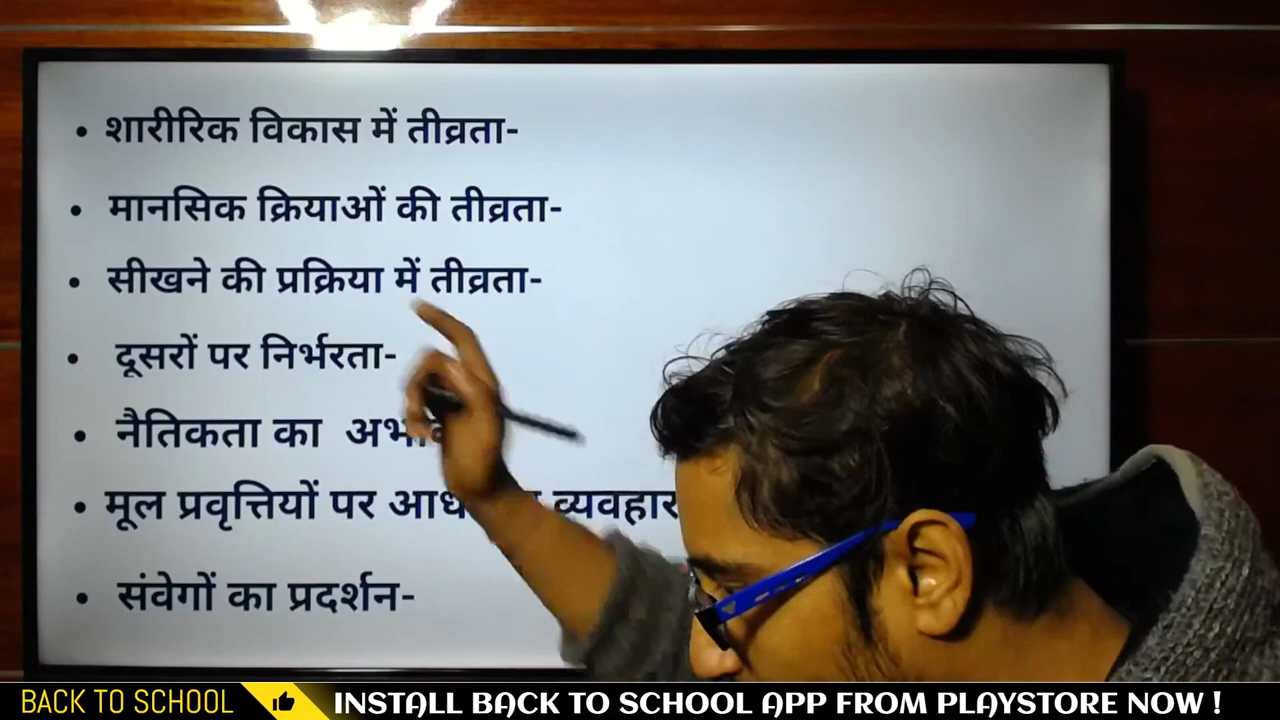 • शारीरिक विकास में तीव्रता-
• मानसिक क्रियाओं की तीव्रता-
• सीखने की प्रक्रिया में तीव्रता-
• दूसरों पर निर्भरता-
• नैतिकता का
• मूल प्रवृत्तियों पर व्यवहार
• संवेगों का प्रदर्शन-
BACK TO SCHOOL INSTALL BACK TO SCHOOL APP FROM PLAYSTORE NOW !